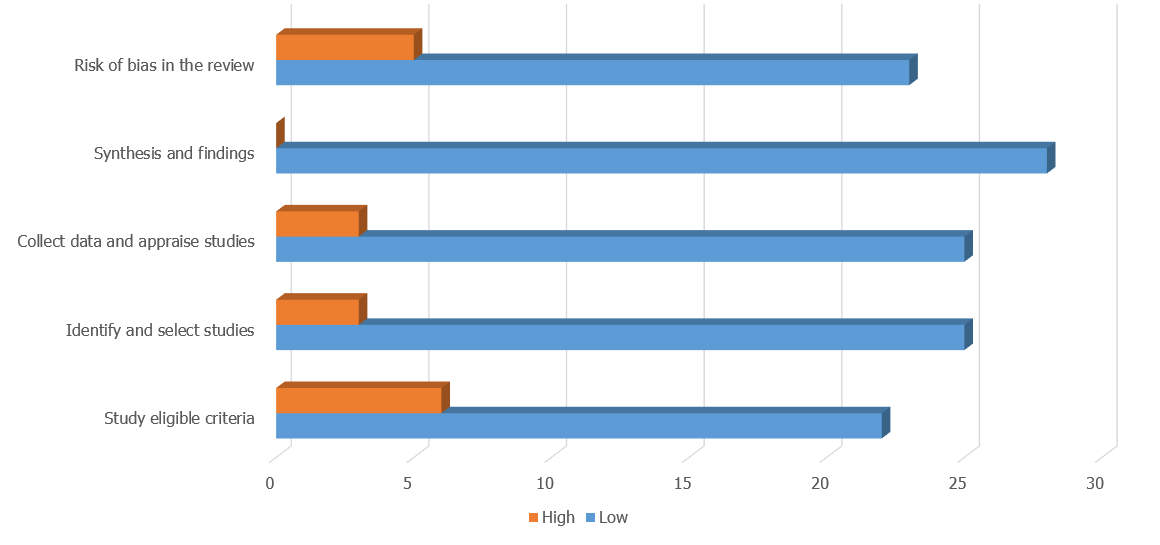 Risk of bias in the review
Synthesis and findings
Collect data and appraise studies
Identify and select studies
Study eligible criteria
0 5 10 15 20 25 30
High Low